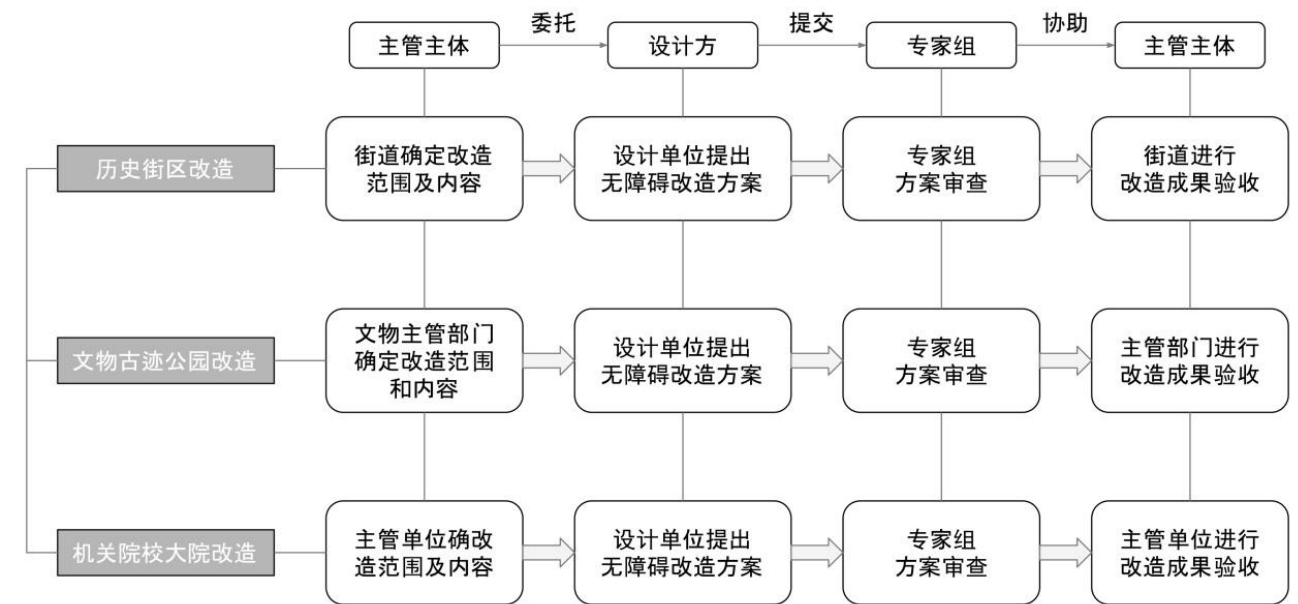 委托
提交
协助
主管主体
设计方
专家组
主管主体
历史街区改造
街道确定改造
范围及内容
设计单位提出
无障碍改造方案
专家组
方案审查
街道进行
改造成果验收
文物古迹公园改造
文物主管部门
确定改造范围
和内容
设计单位提出
无障碍改造方案
专家组
方案审查
主管部门进行
改造成果验收
机关院校大院改造
主管单位确改
造范围及内容
设计单位提出
无障碍改造方案
专家组
方案审查
主管单位进行
改造成果验收